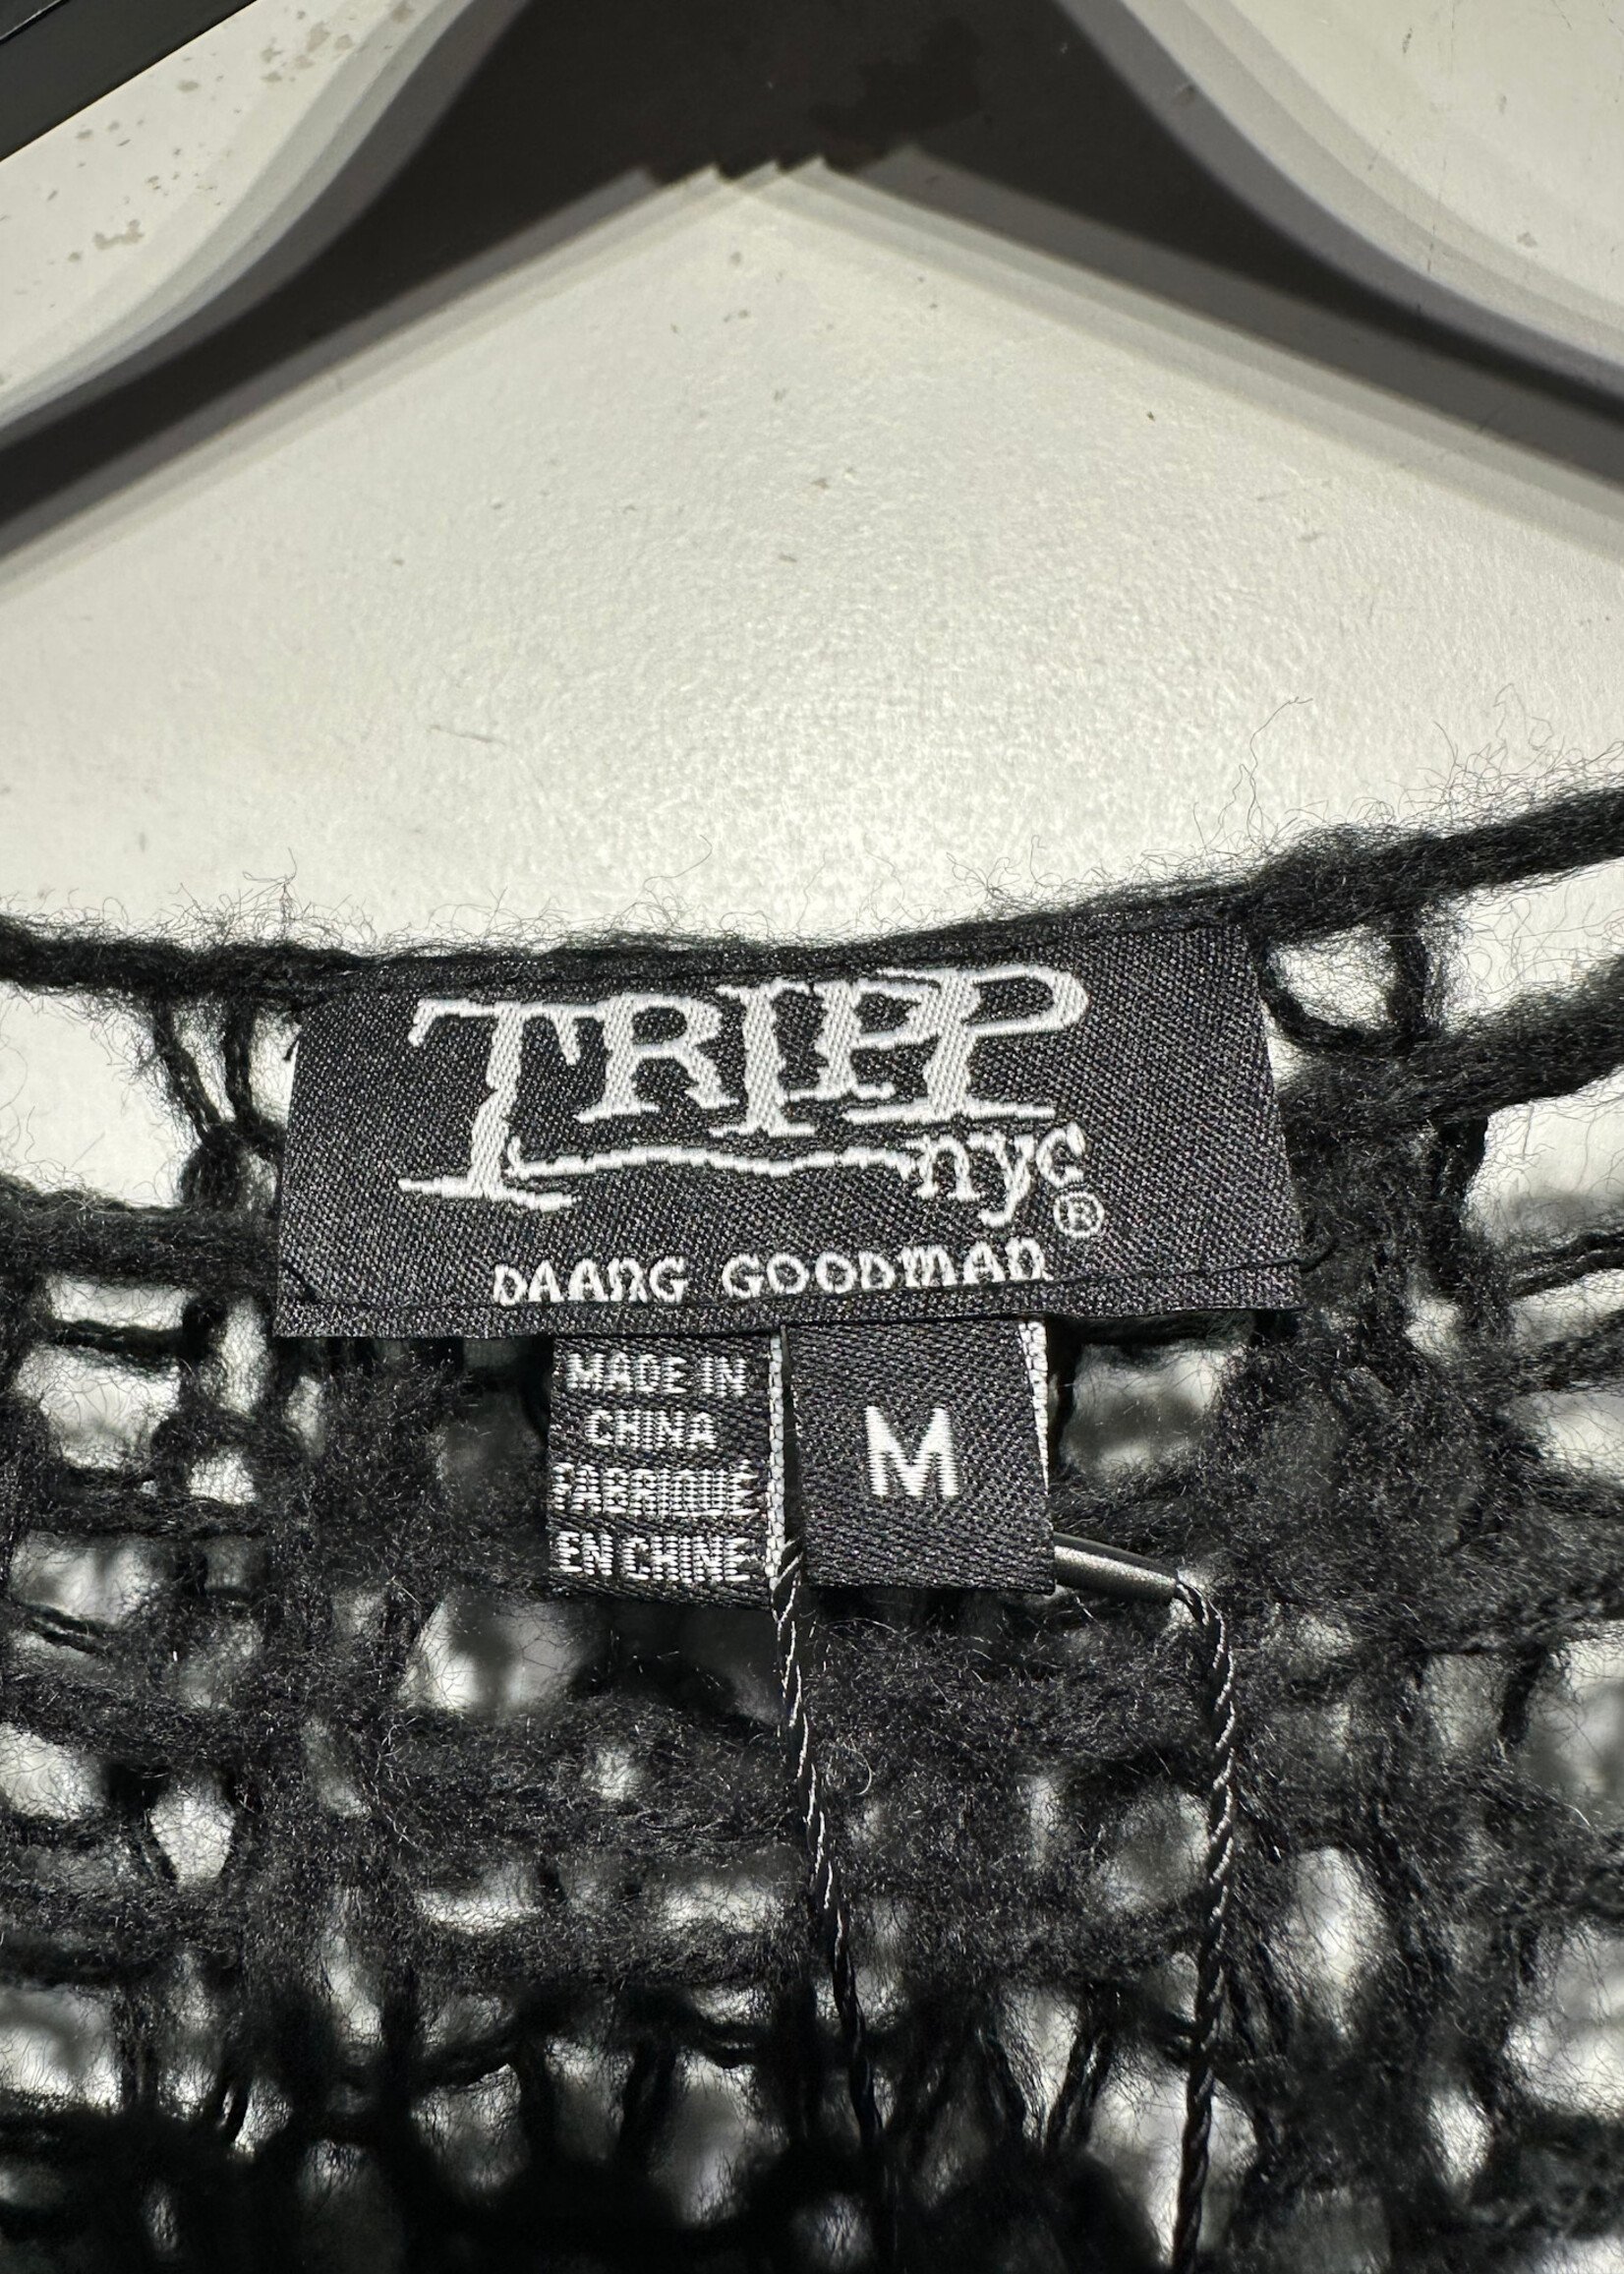 TRIPP
nyc
®
DAANG GOODMAN
MADE IN
CHINA
FABRIQUÉ
EN CHINE
M